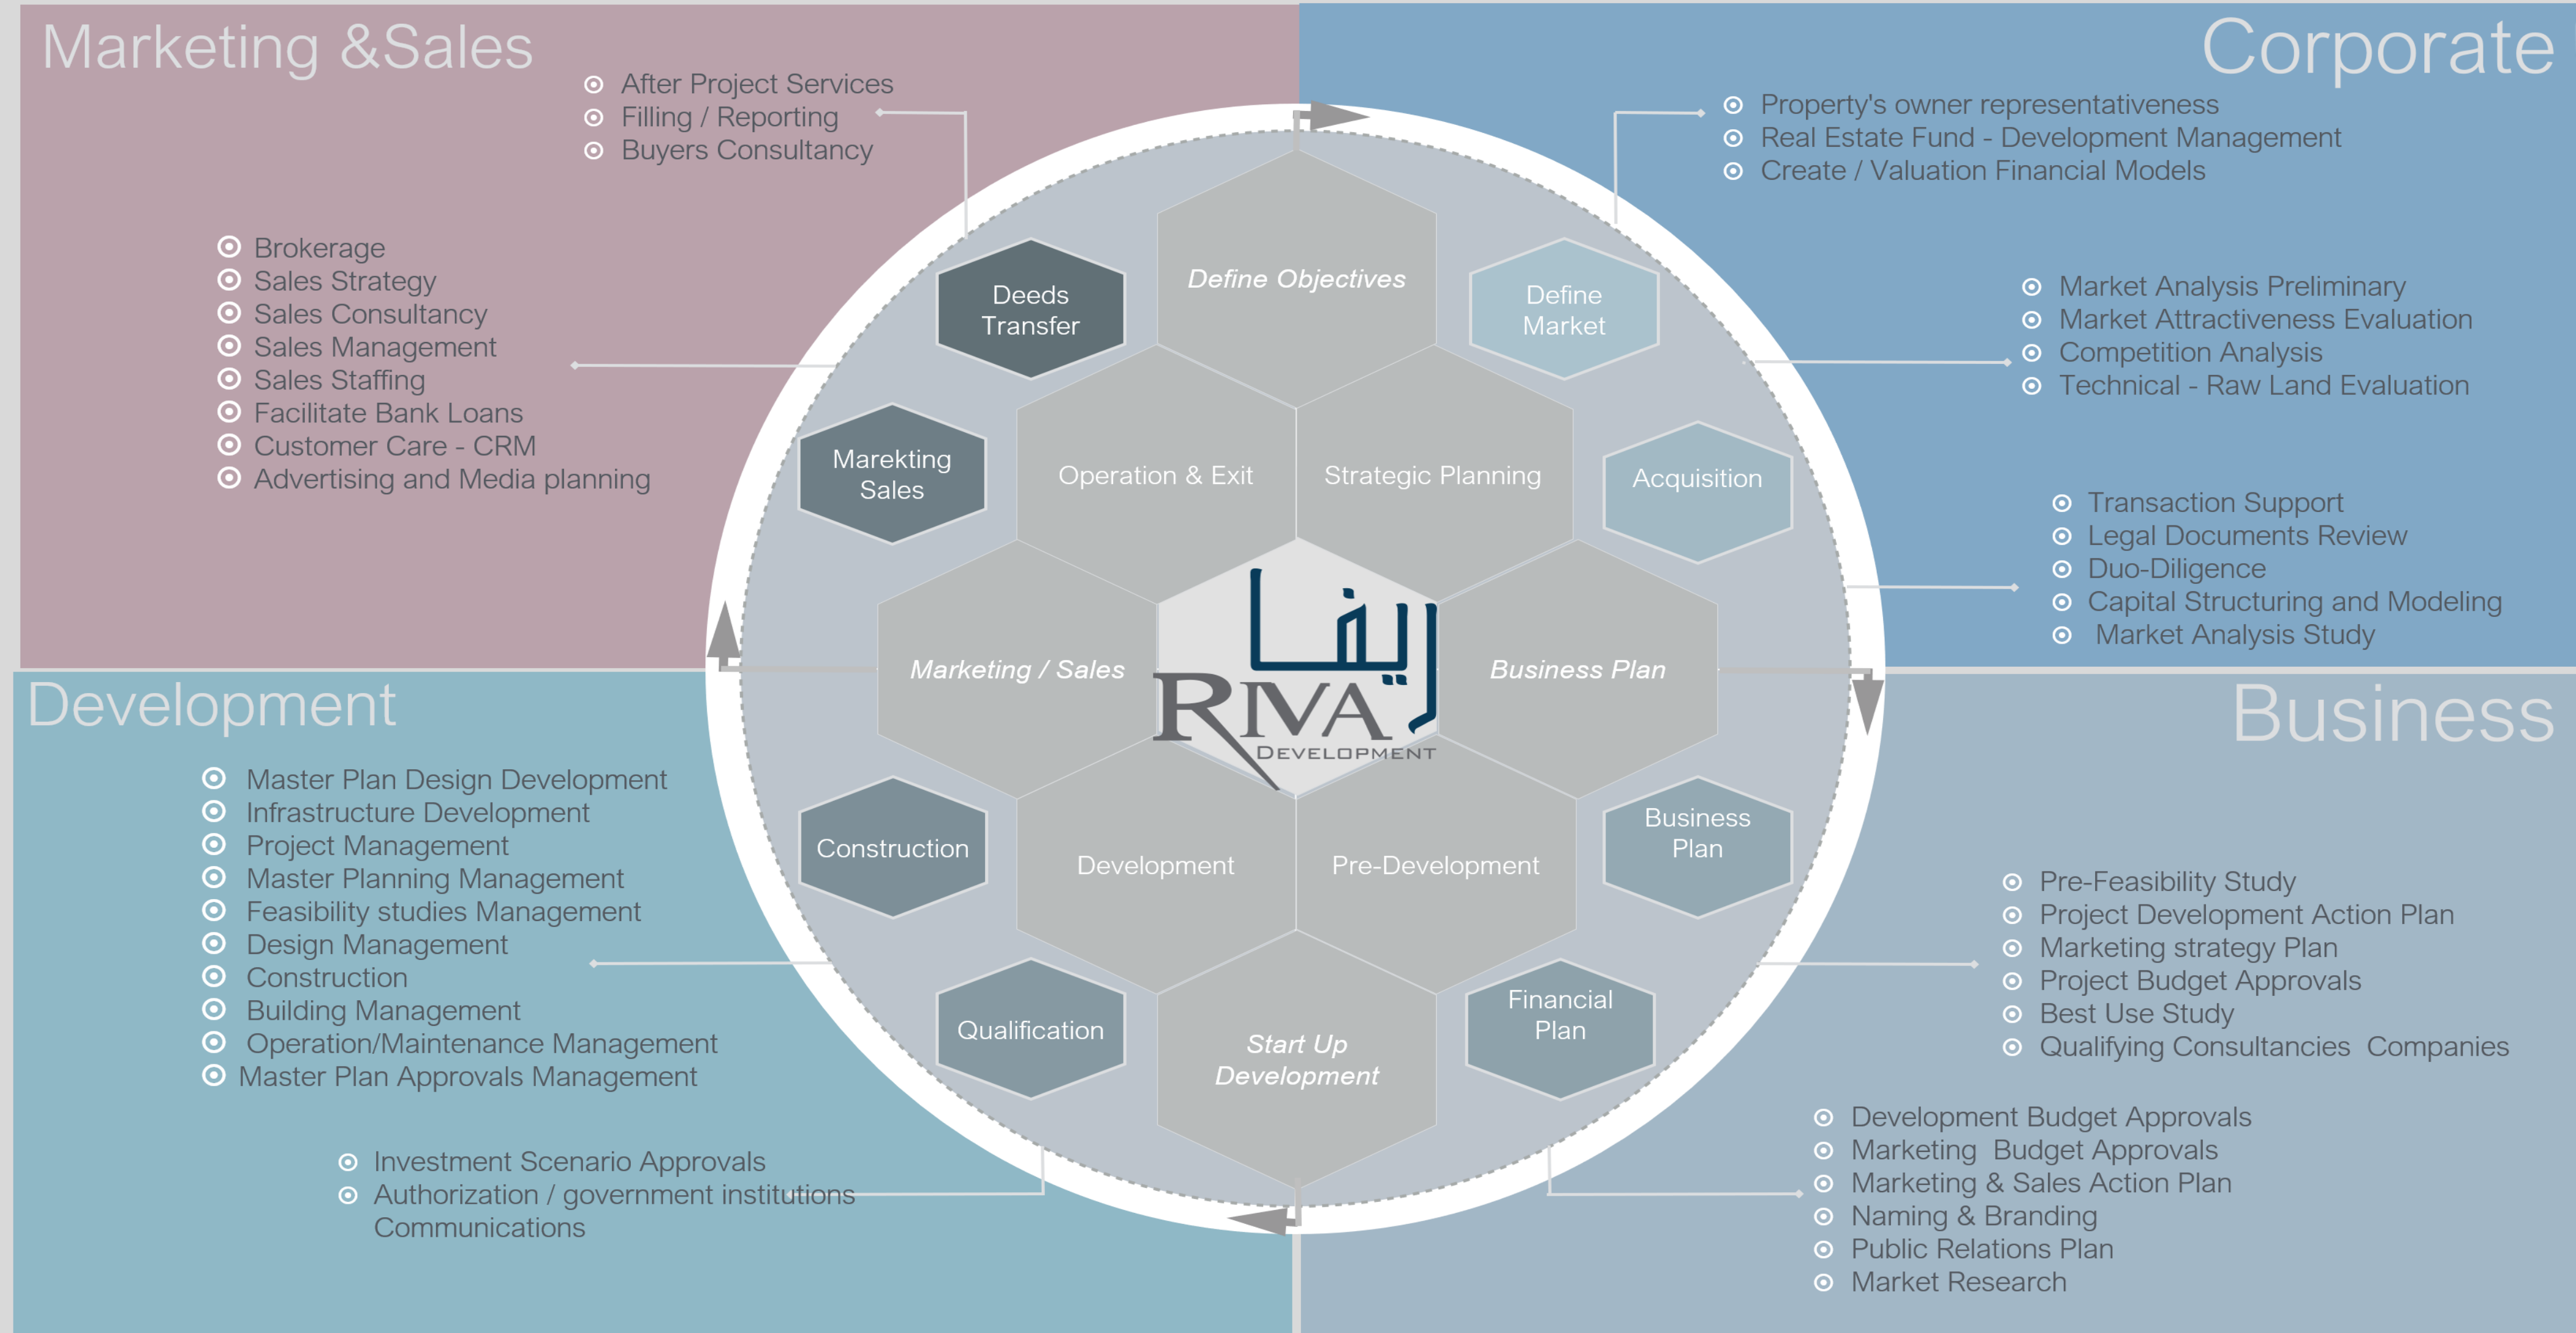 Marketing &Sales
After Project Services
Filling / Reporting
Buyers Consultancy
Brokerage
Sales Strategy
Sales Consultancy
Sales Management
Sales Staffing
Facilitate Bank Loans
Customer Care - CRM
Advertising and Media planning
Corporate
Property's owner representativeness
Real Estate Fund - Development Management
Create / Valuation Financial Models
Market Analysis Preliminary
Market Attractiveness Evaluation
Competition Analysis
Technical - Raw Land Evaluation
Transaction Support
Legal Documents Review
Duo-Diligence
Capital Structuring and Modeling
Market Analysis Study
Deeds
Transfer
Define Objectives
Define
Market
Marekting
Sales
Operation & Exit
Strategic Planning
Acquisition
Marketing / Sales
ريفا
RIVA
DEVELOPMENT
Business Plan
Construction
Development
Pre-Development
Business
Plan
Qualification
Start Up
Development
Financial
Plan
Development
Master Plan Design Development
Infrastructure Development
Project Management
Master Planning Management
Feasibility studies Management
Design Management
Construction
Building Management
Operation/Maintenance Management
Master Plan Approvals Management
Investment Scenario Approvals
Authorization / government institutions
Communications
Business
Pre-Feasibility Study
Project Development Action Plan
Marketing strategy Plan
Project Budget Approvals
Best Use Study
Qualifying Consultancies  Companies
Development Budget Approvals
Marketing  Budget Approvals
Marketing & Sales Action Plan
Naming & Branding
Public Relations Plan
Market Research